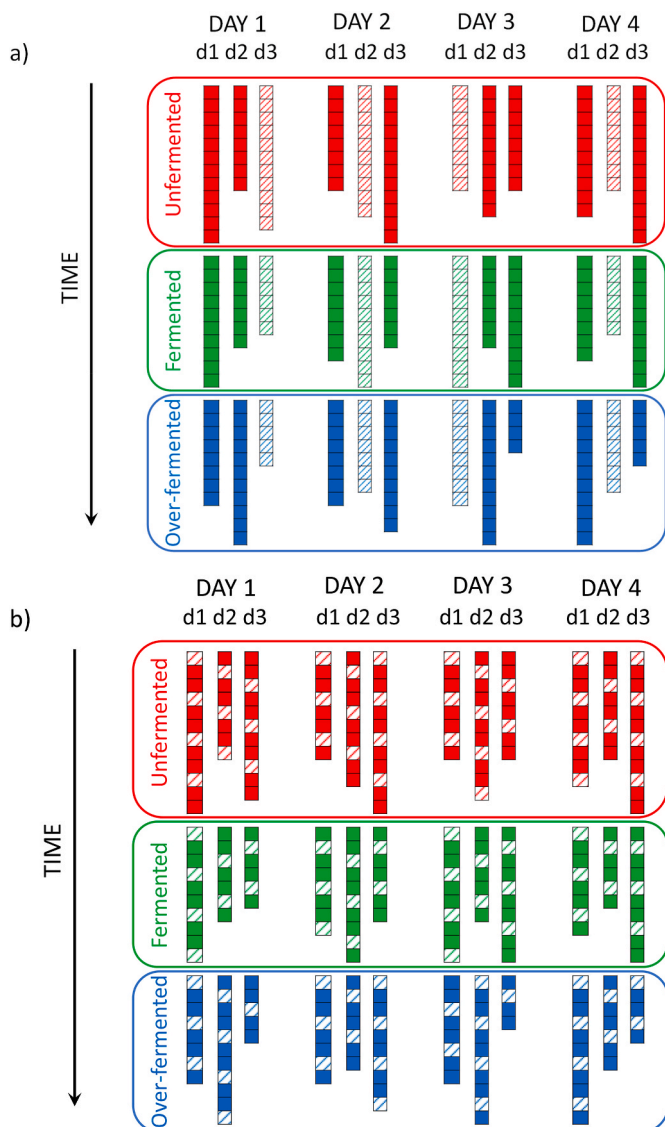 DAY 1 DAY 2 DAY 3 DAY 4
a) d1 d2 d3 d1 d2 d3 d1 d2 d3 d1 d2 d3
TIME
Unfermented
Fermented
Over-fermented
DAY 1 DAY 2 DAY 3 DAY 4
b) d1 d2 d3 d1 d2 d3 d1 d2 d3 d1 d2 d3
TIME
Unfermented
Fermented
Over-fermented